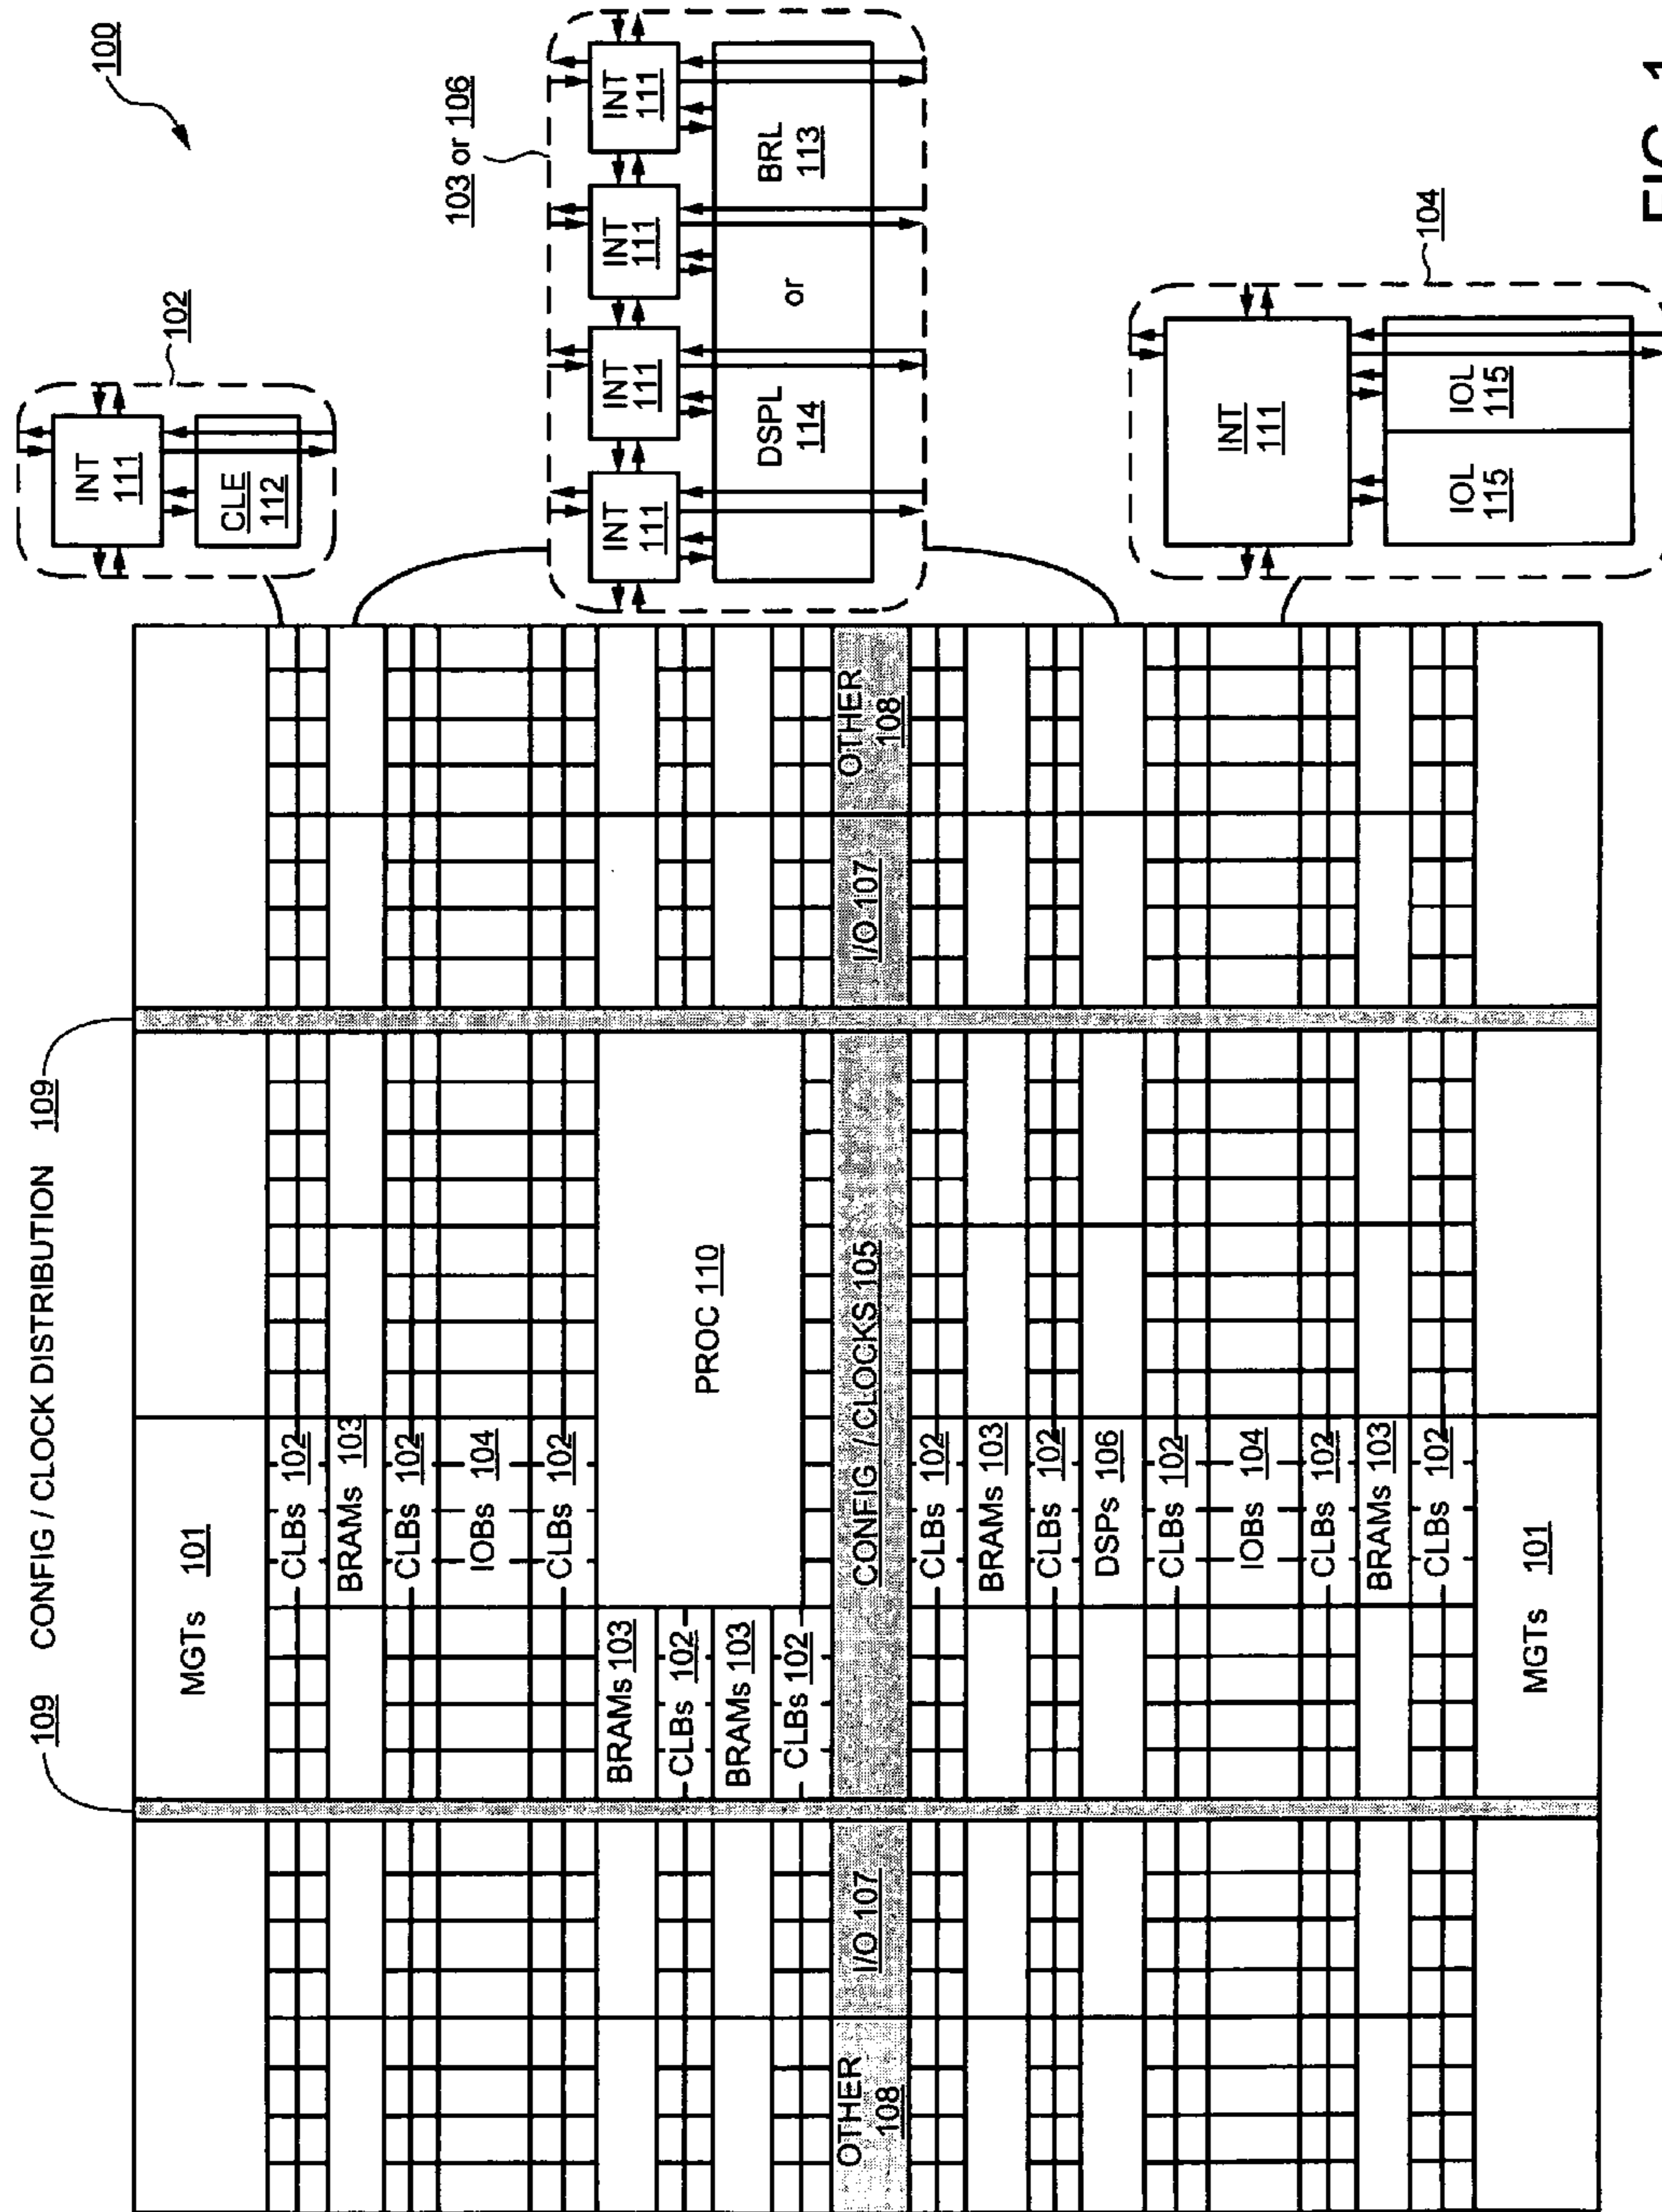 109 CONFIG / CLOCK DISTRIBUTION 109
100
MGTs 101
102
INT
111
CLE
112
CLBs 102
BRAMs 103
CLBs 102
IOBs 104
CLBs 102
103 or 106
INT
111
INT
111
INT
111
INT
111
DSPL
114
or
BRL
113
BRAMs 103
CLBs 102
BRAMs 103
CLBs 102
PROC 110
OTHER
108
I/O 107
CONFIG / CLOCKS 105
I/O 107
OTHER
108
CLBs 102
BRAMs 103
CLBs 102
DSPs 106
CLBs 102
IOBs 104
CLBs 102
BRAMs 103
CLBs 102
104
INT
111
IOL
115
IOL
115
MGTs 101
FIG. 1